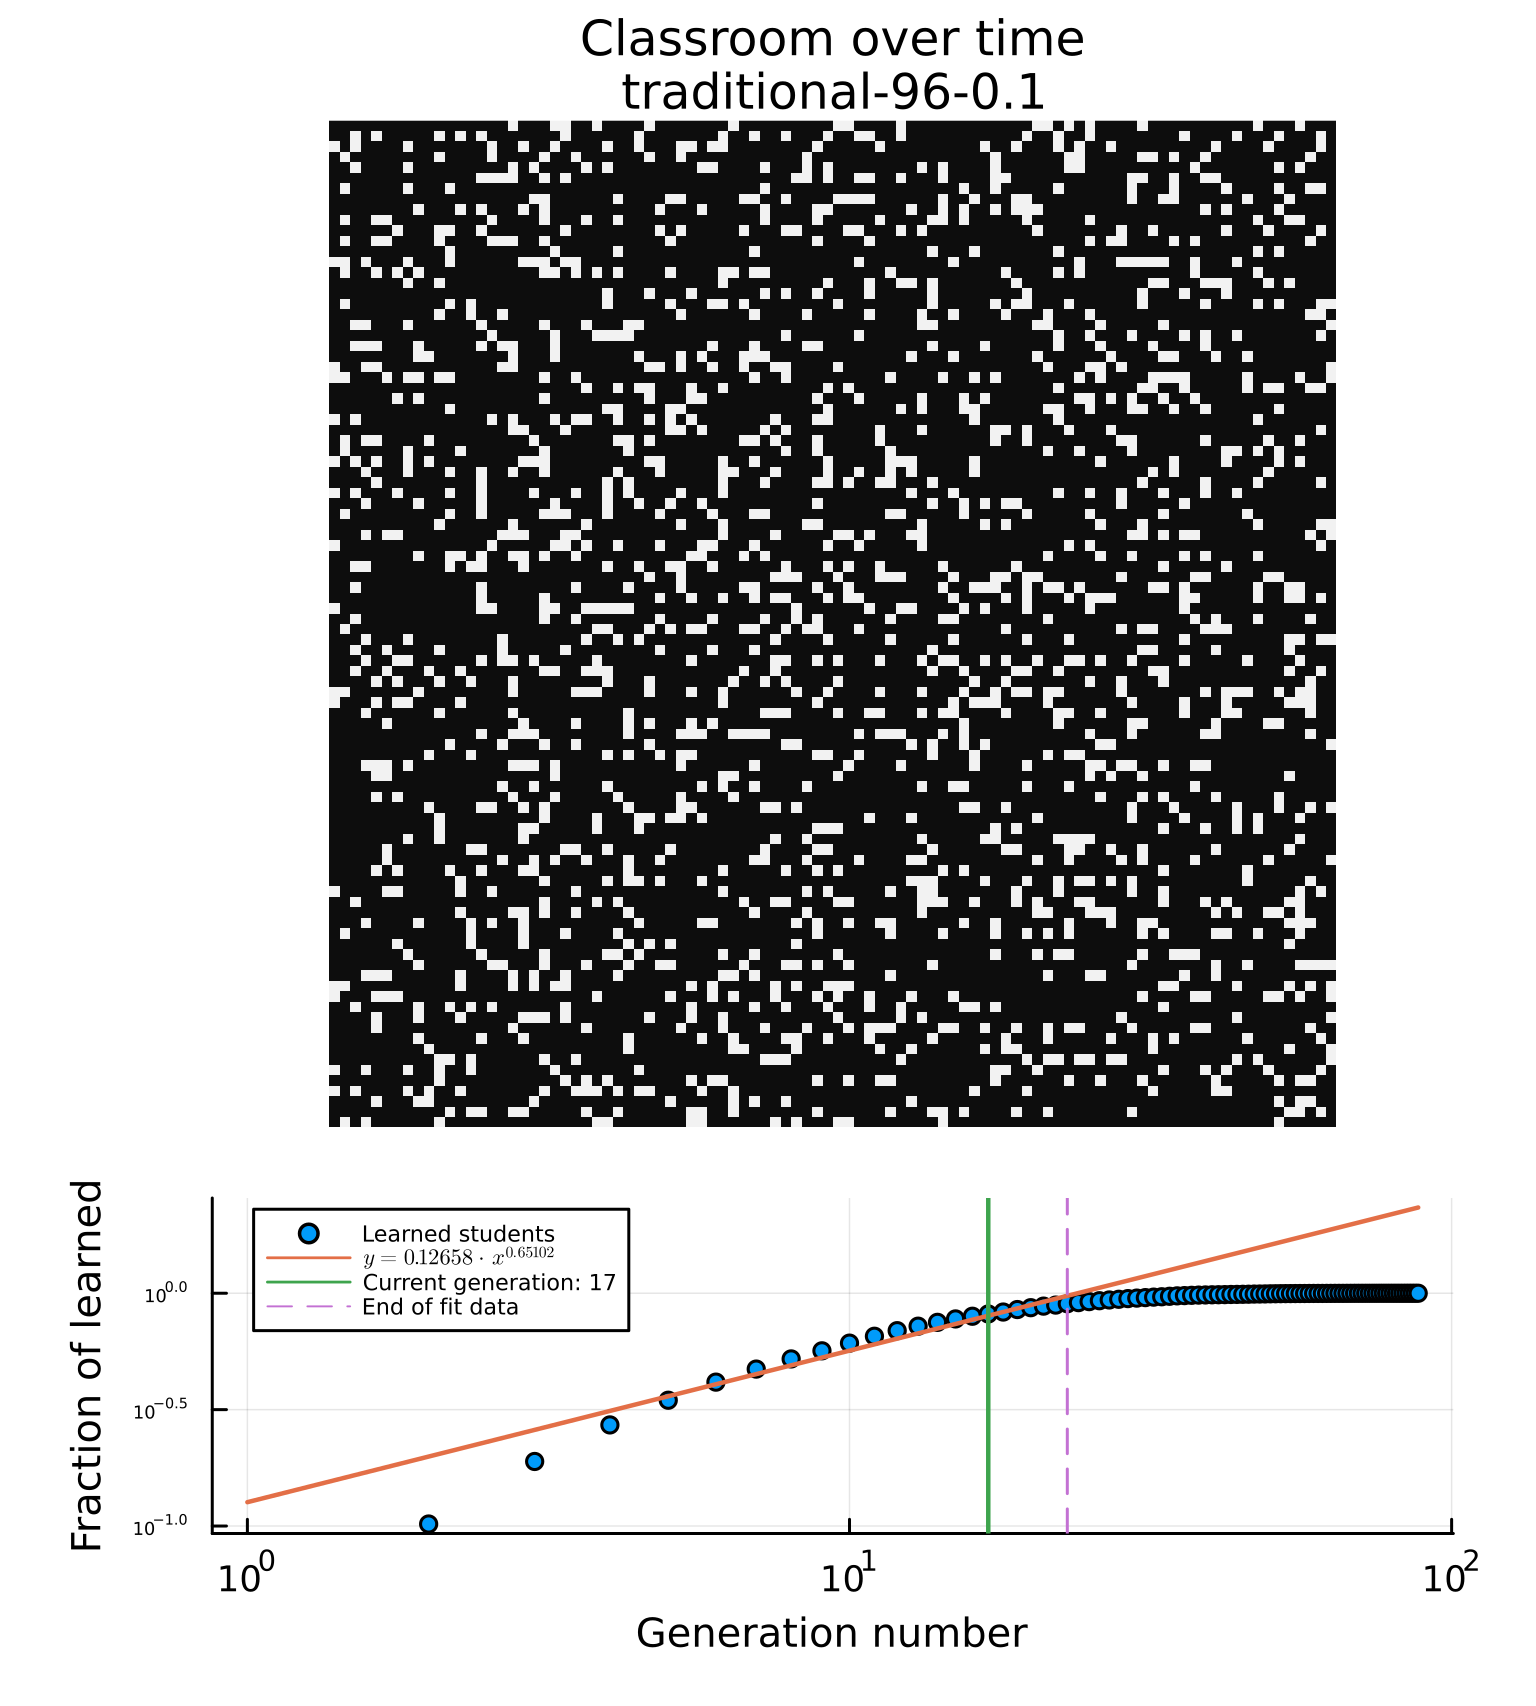 Classroom over time
traditional-96-0.1
Fraction of learned
Learned students
y = 0.12658 · x^0.65102
Current generation: 17
End of fit data
10^0.0
10^−0.5
10^−1.0
10^0
10^1
10^2
Generation number